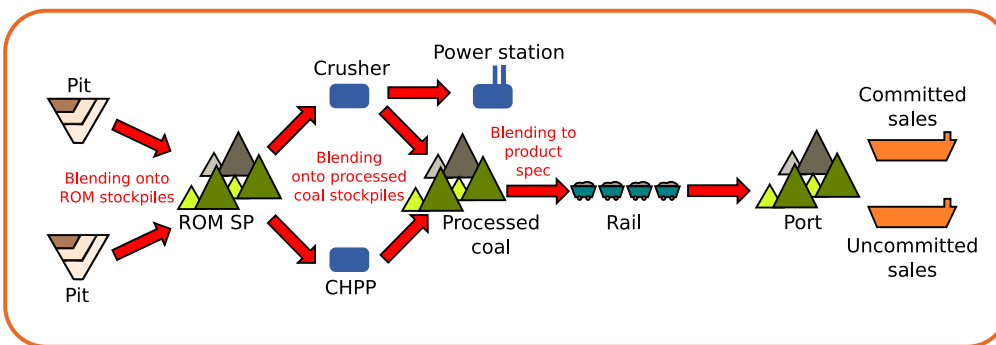 Pit
Blending onto
ROM stockpiles
Pit
ROM SP
Crusher
Power station
Blending
onto processed
coal stockpiles
CHPP
Blending to
product
spec
Processed
coal
Rail
Port
Committed
sales
Uncommitted
sales